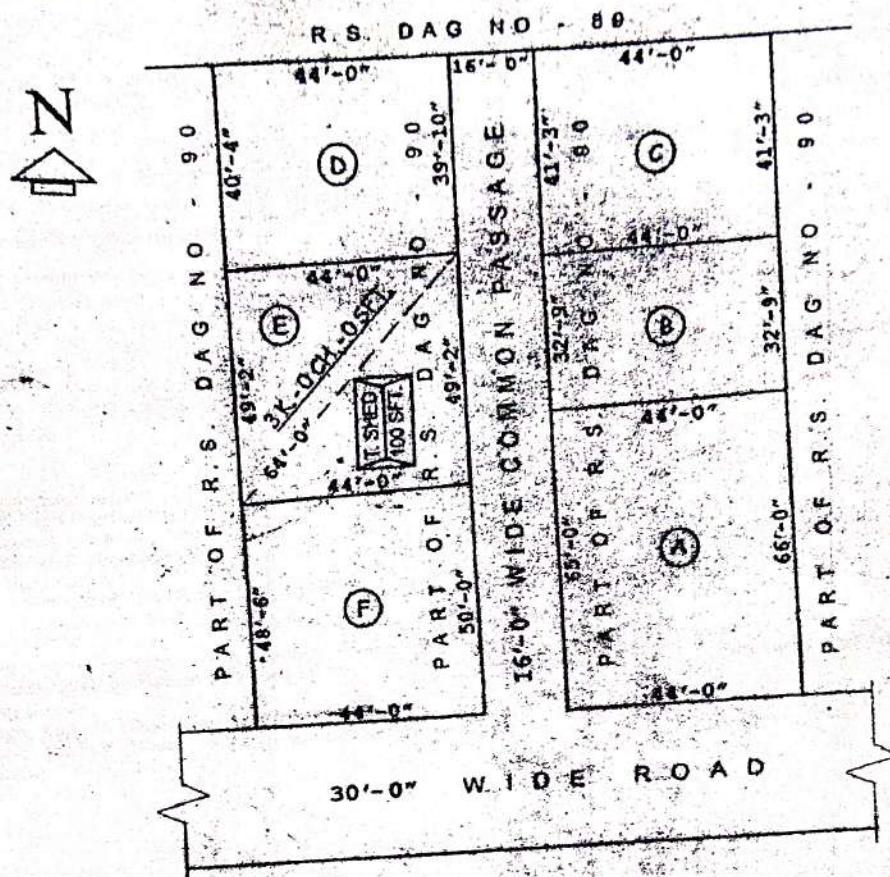 R.S. DAG NO - 89
N
44'-0"
16'-0"
44'-0"
40'-4"
D
39'-10"
41'-3"
C
41'-3"
PART OF R.S. DAG NO - 90
PART OF R.S. DAG NO - 90
16'-0" WIDE COMMON PASSAGE
PART OF R.S. DAG NO - 80
PART OF R.S. DAG NO - 90
44'-0"
44'-0"
E
3K.-0CH.-0SFT.
64'-0"
49'-2"
49'-2"
T. SHED
100 SFT.
44'-0"
32'-9"
B
32'-9"
44'-0"
48'-6"
F
50'-0"
65'-0"
A
66'-0"
44'-0"
44'-0"
30'-0" WIDE ROAD